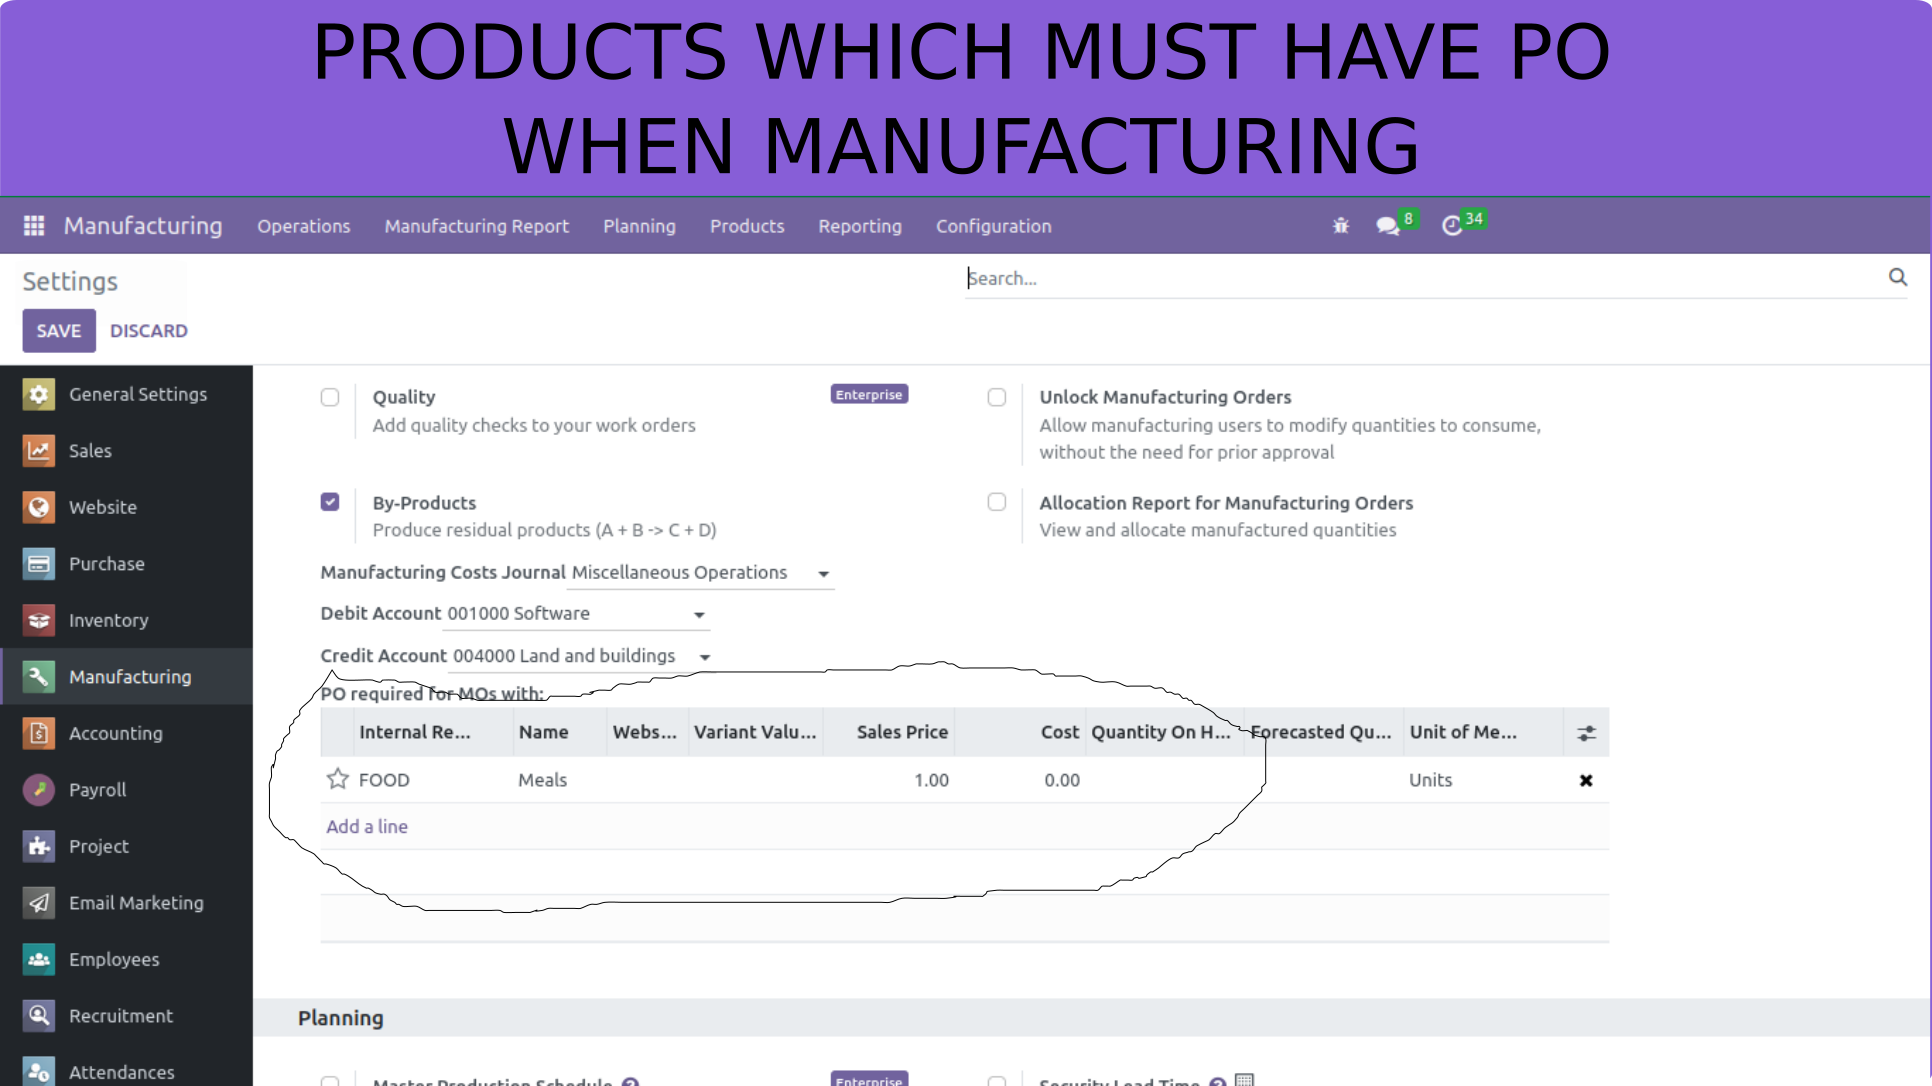 PRODUCTS WHICH MUST HAVE PO
WHEN MANUFACTURING
Manufacturing Operations Manufacturing Report Planning Products Reporting Configuration 8 34
Settings
Search...
SAVE DISCARD
General Settings
Sales
Website
Purchase
Inventory
Manufacturing
Accounting
Payroll
Project
Email Marketing
Employees
Recruitment
Attendances
Quality Enterprise
Add quality checks to your work orders
Unlock Manufacturing Orders
Allow manufacturing users to modify quantities to consume,
without the need for prior approval
By-Products
Produce residual products (A + B -> C + D)
Allocation Report for Manufacturing Orders
View and allocate manufactured quantities
Manufacturing Costs Journal Miscellaneous Operations
Debit Account 001000 Software
Credit Account 004000 Land and buildings
PO required for MOs with:
Internal Re... Name Webs... Variant Valu... Sales Price Cost Quantity On H... Forecasted Qu... Unit of Me...
FOOD Meals 1.00 0.00 Units
Add a line
Planning
Master Production Schedule Enterprise
Security Lead Time